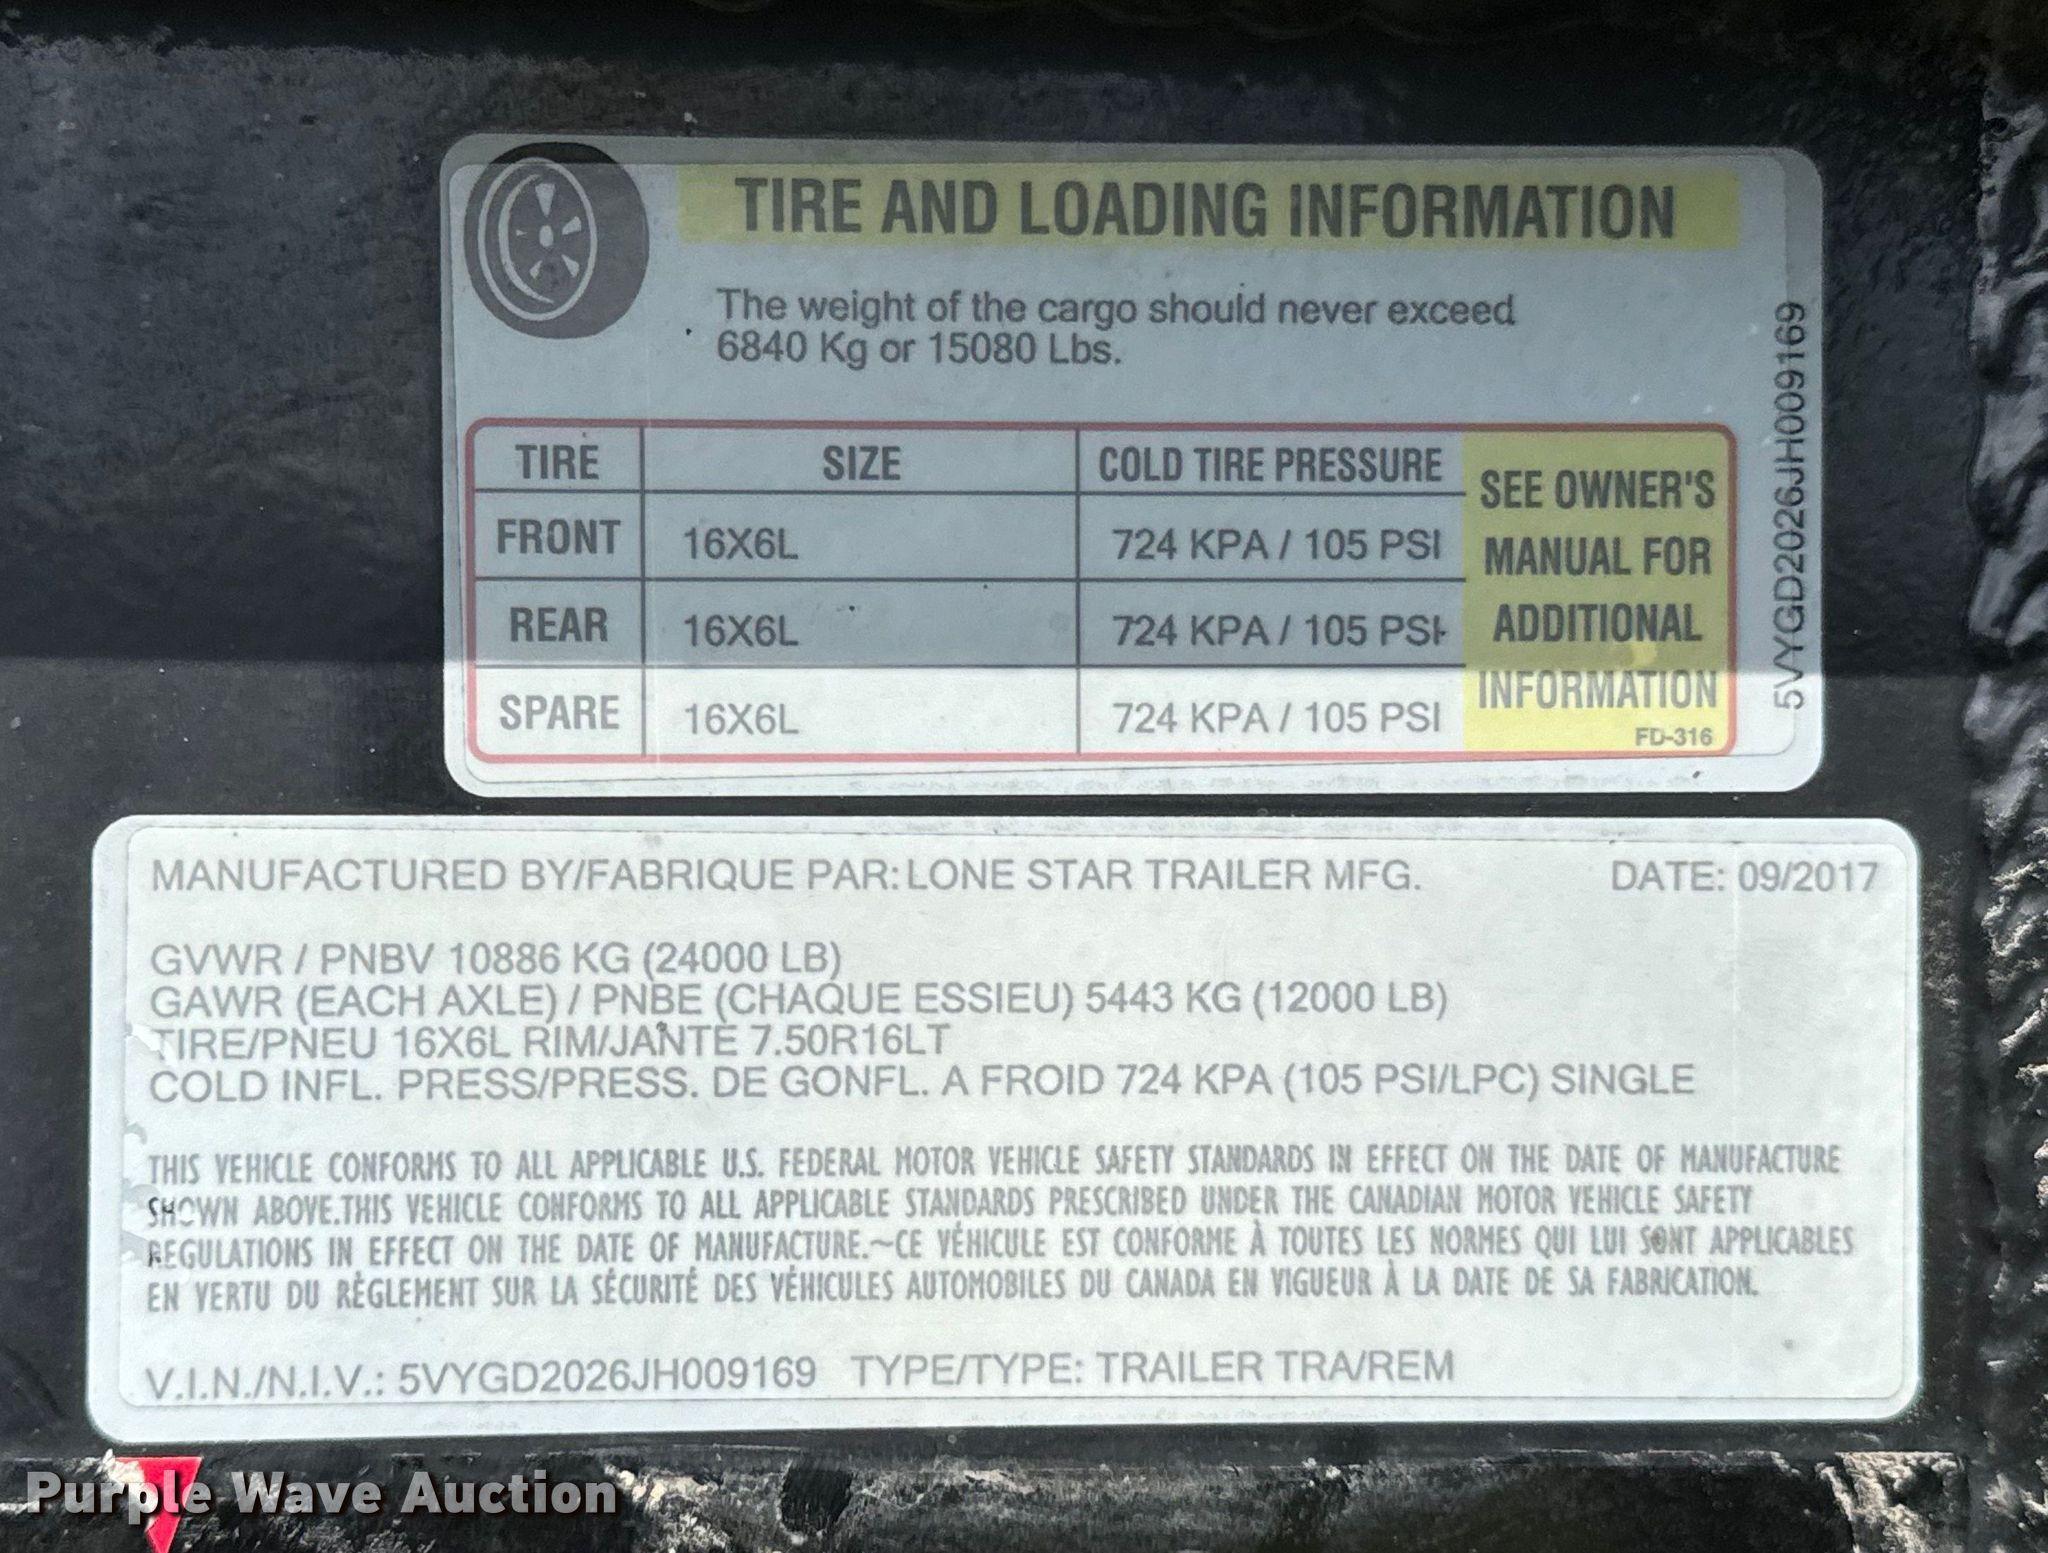 TIRE AND LOADING INFORMATION
The weight of the cargo should never exceed
6840 Kg or 15080 Lbs.
TIRE SIZE COLD TIRE PRESSURE
FRONT 16X6L 724 KPA / 105 PSI
REAR 16X6L 724 KPA / 105 PSI
SPARE 16X6L 724 KPA / 105 PSI
SEE OWNER'S
MANUAL FOR
ADDITIONAL
INFORMATION
FD-316
5VYGD2026JH009169
MANUFACTURED BY/FABRIQUE PAR: LONE STAR TRAILER MFG. DATE: 09/2017
GVWR / PNBV 10886 KG (24000 LB)
GAWR (EACH AXLE) / PNBE (CHAQUE ESSIEU) 5443 KG (12000 LB)
TIRE/PNEU 16X6L RIM/JANTE 7.50R16LT
COLD INFL. PRESS/PRESS. DE GONFL. A FROID 724 KPA (105 PSI/LPC) SINGLE
THIS VEHICLE CONFORMS TO ALL APPLICABLE U.S. FEDERAL MOTOR VEHICLE SAFETY STANDARDS IN EFFECT ON THE DATE OF MANUFACTURE
SHOWN ABOVE.THIS VEHICLE CONFORMS TO ALL APPLICABLE STANDARDS PRESCRIBED UNDER THE CANADIAN MOTOR VEHICLE SAFETY
REGULATIONS IN EFFECT ON THE DATE OF MANUFACTURE.~CE VÉHICULE EST CONFORME À TOUTES LES NORMES QUI LUI SONT APPLICABLES
EN VERTU DU RÈGLEMENT SUR LA SÉCURITÉ DES VÉHICULES AUTOMOBILES DU CANADA EN VIGUEUR À LA DATE DE SA FABRICATION.
V.I.N./N.I.V.: 5VYGD2026JH009169 TYPE/TYPE: TRAILER TRA/REM
Purple Wave Auction